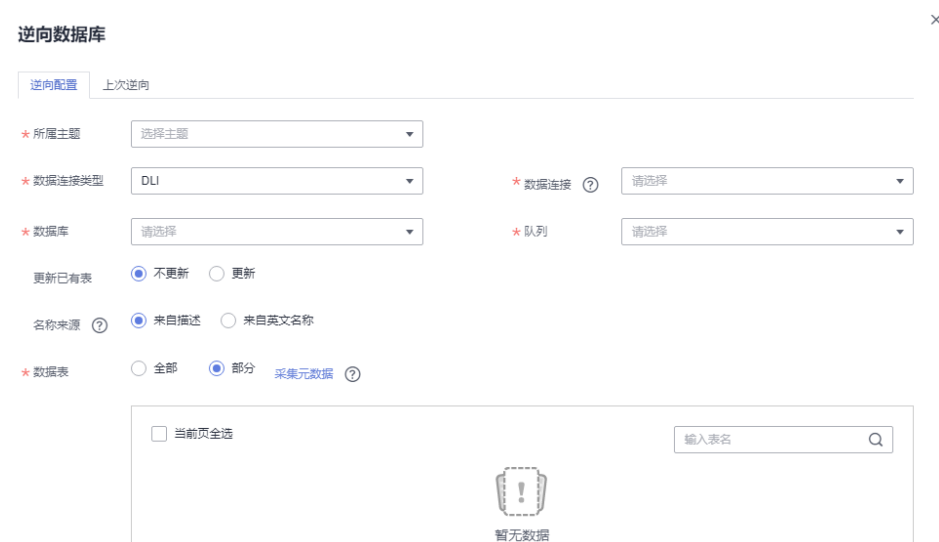 逆向数据库
逆向配置 上次逆向
* 所属主题 选择主题
* 数据连接类型 DLI * 数据连接 ? 请选择
* 数据库 请选择 * 队列 请选择
更新已有表 不更新 更新
名称来源 ? 来自描述 来自英文名称
* 数据表 全部 部分 采集元数据 ?
当前页全选 输入表名
暂无数据